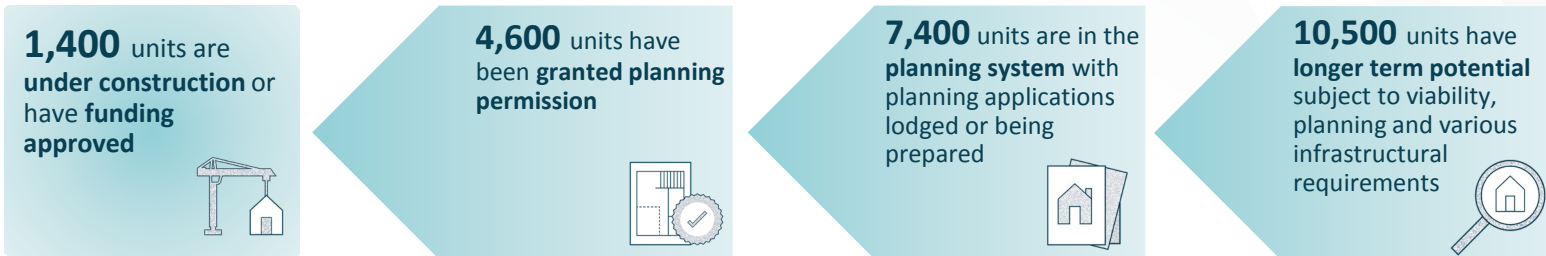 1,400 units are
under construction or
have funding
approved
4,600 units have
been granted planning
permission
7,400 units are in the
planning system with
planning applications
lodged or being
prepared
10,500 units have
longer term potential
subject to viability,
planning and various
infrastructural
requirements